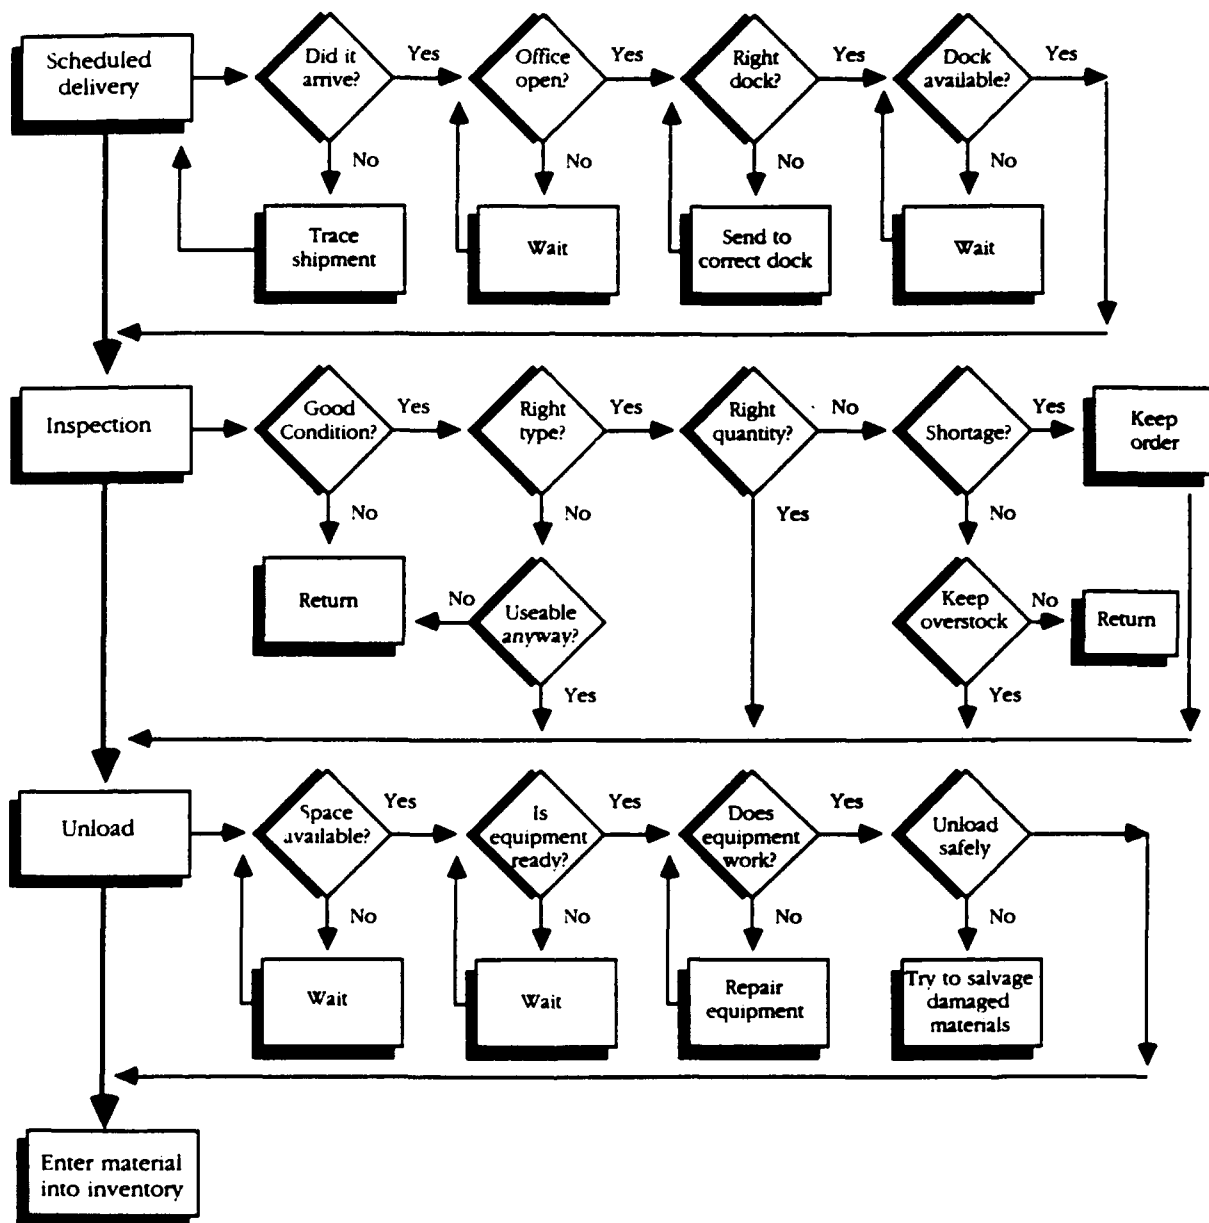 Scheduled
delivery
Did it
arrive?
Yes
Office
open?
Yes
Right
dock?
Yes
Dock
available?
Yes
No
No
No
No
Trace
shipment
Wait
Send to
correct dock
Wait
Inspection
Good
Condition?
Yes
Right
type?
Yes
Right
quantity?
No
Shortage?
Yes
Keep
order
No
No
Yes
No
Return
No
Useable
anyway?
Keep
overstock
No
Return
Yes
Yes
Unload
Space
available?
Yes
Is
equipment
ready?
Yes
Does
equipment
work?
Yes
Unload
safely
No
No
No
No
Wait
Wait
Repair
equipment
Try to salvage
damaged
materials
Enter material
into inventory